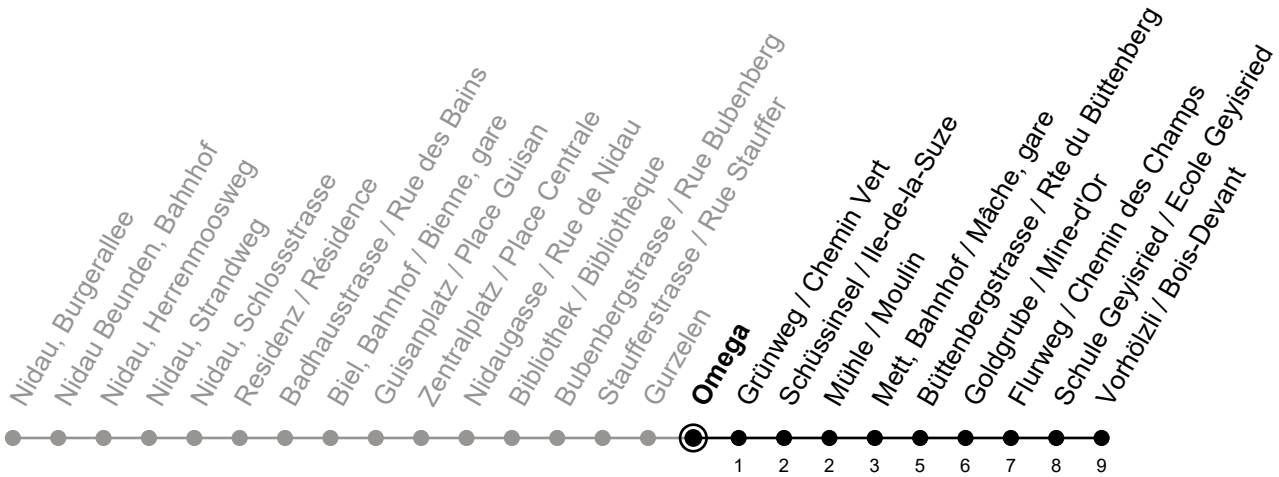 Nidau, Burgerallee
Nidau Beunden, Bahnhof
Nidau, Herrenmoosweg
Nidau, Strandweg
Nidau, Schlossstrasse
Residenz / Résidence
Badhausstrasse / Rue des Bains
Biel, Bahnhof / Bienne, gare
Guisanplatz / Place Guisan
Zentralplatz / Place Centrale
Nidaugasse / Rue de Nidau
Bibliothek / Bibliothèque
Bubenbergstrasse / Rue Bubenberg
Staufferstrasse / Rue Stauffer
Gurzelen
Omega
Grünweg / Chemin Vert
Schüssinsel / Ile-de-la-Suze
Mühle / Moulin
Mett, Bahnhof / Mâche, gare
Büttenbergstrasse / Rte du Büttenberg
Goldgrube / Mine-d'Or
Flurweg / Chemin des Champs
Schule Geyisried / Ecole Geyisried
Vorhölzli / Bois-Devant
1 2 2 3 5 6 7 8 9